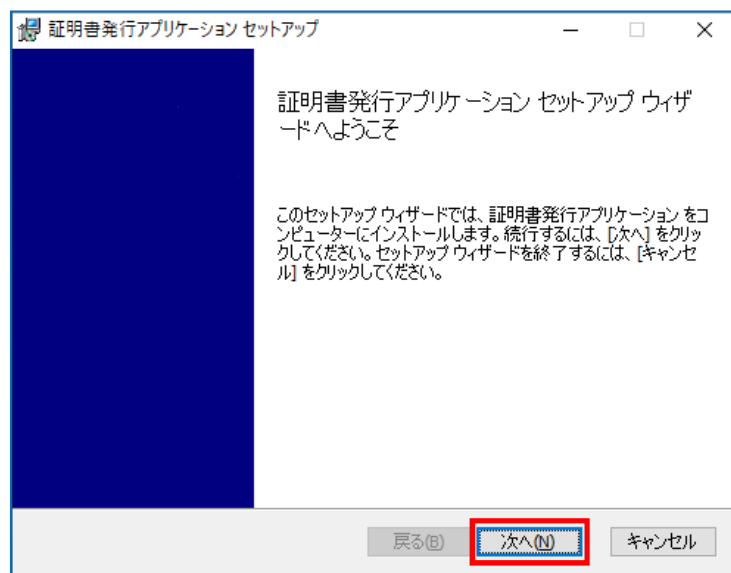 証明書発行アプリケーション セットアップ
証明書発行アプリケーション セットアップ ウィザ
ードへようこそ
このセットアップ ウィザードでは、証明書発行アプリケーション をコ
ンピューターにインストールします。続行するには、[次へ] をクリッ
クしてください。セットアップ ウィザードを終了するには、[キャンセ
ル] をクリックしてください。
戻る(B) 次へ(N) キャンセル